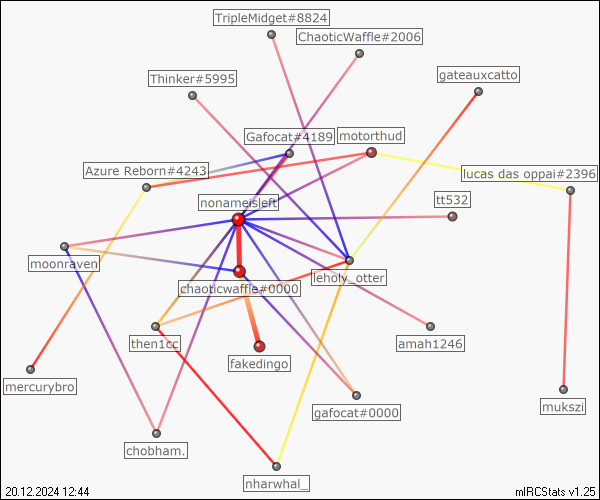 TripleMidget#8824
ChaoticWaffle#2006
Thinker#5995
gateauxcatto
Gafocat#4189
motorthud
Azure Reborn#4243
lucas das oppai#2396
nonameisleft
tt532
moonraven
leholy_otter
chaoticwaffle#0000
then1cc
amah1246
fakedingo
mercurybro
gafocat#0000
mukszi
chobham.
nharwhal_
20.12.2024 12:44
mIRCStats v1.25